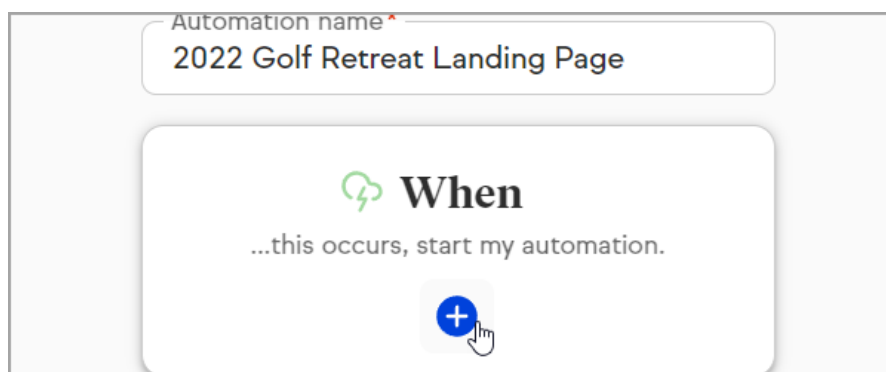 Automation name*
2022 Golf Retreat Landing Page
When
...this occurs, start my automation.